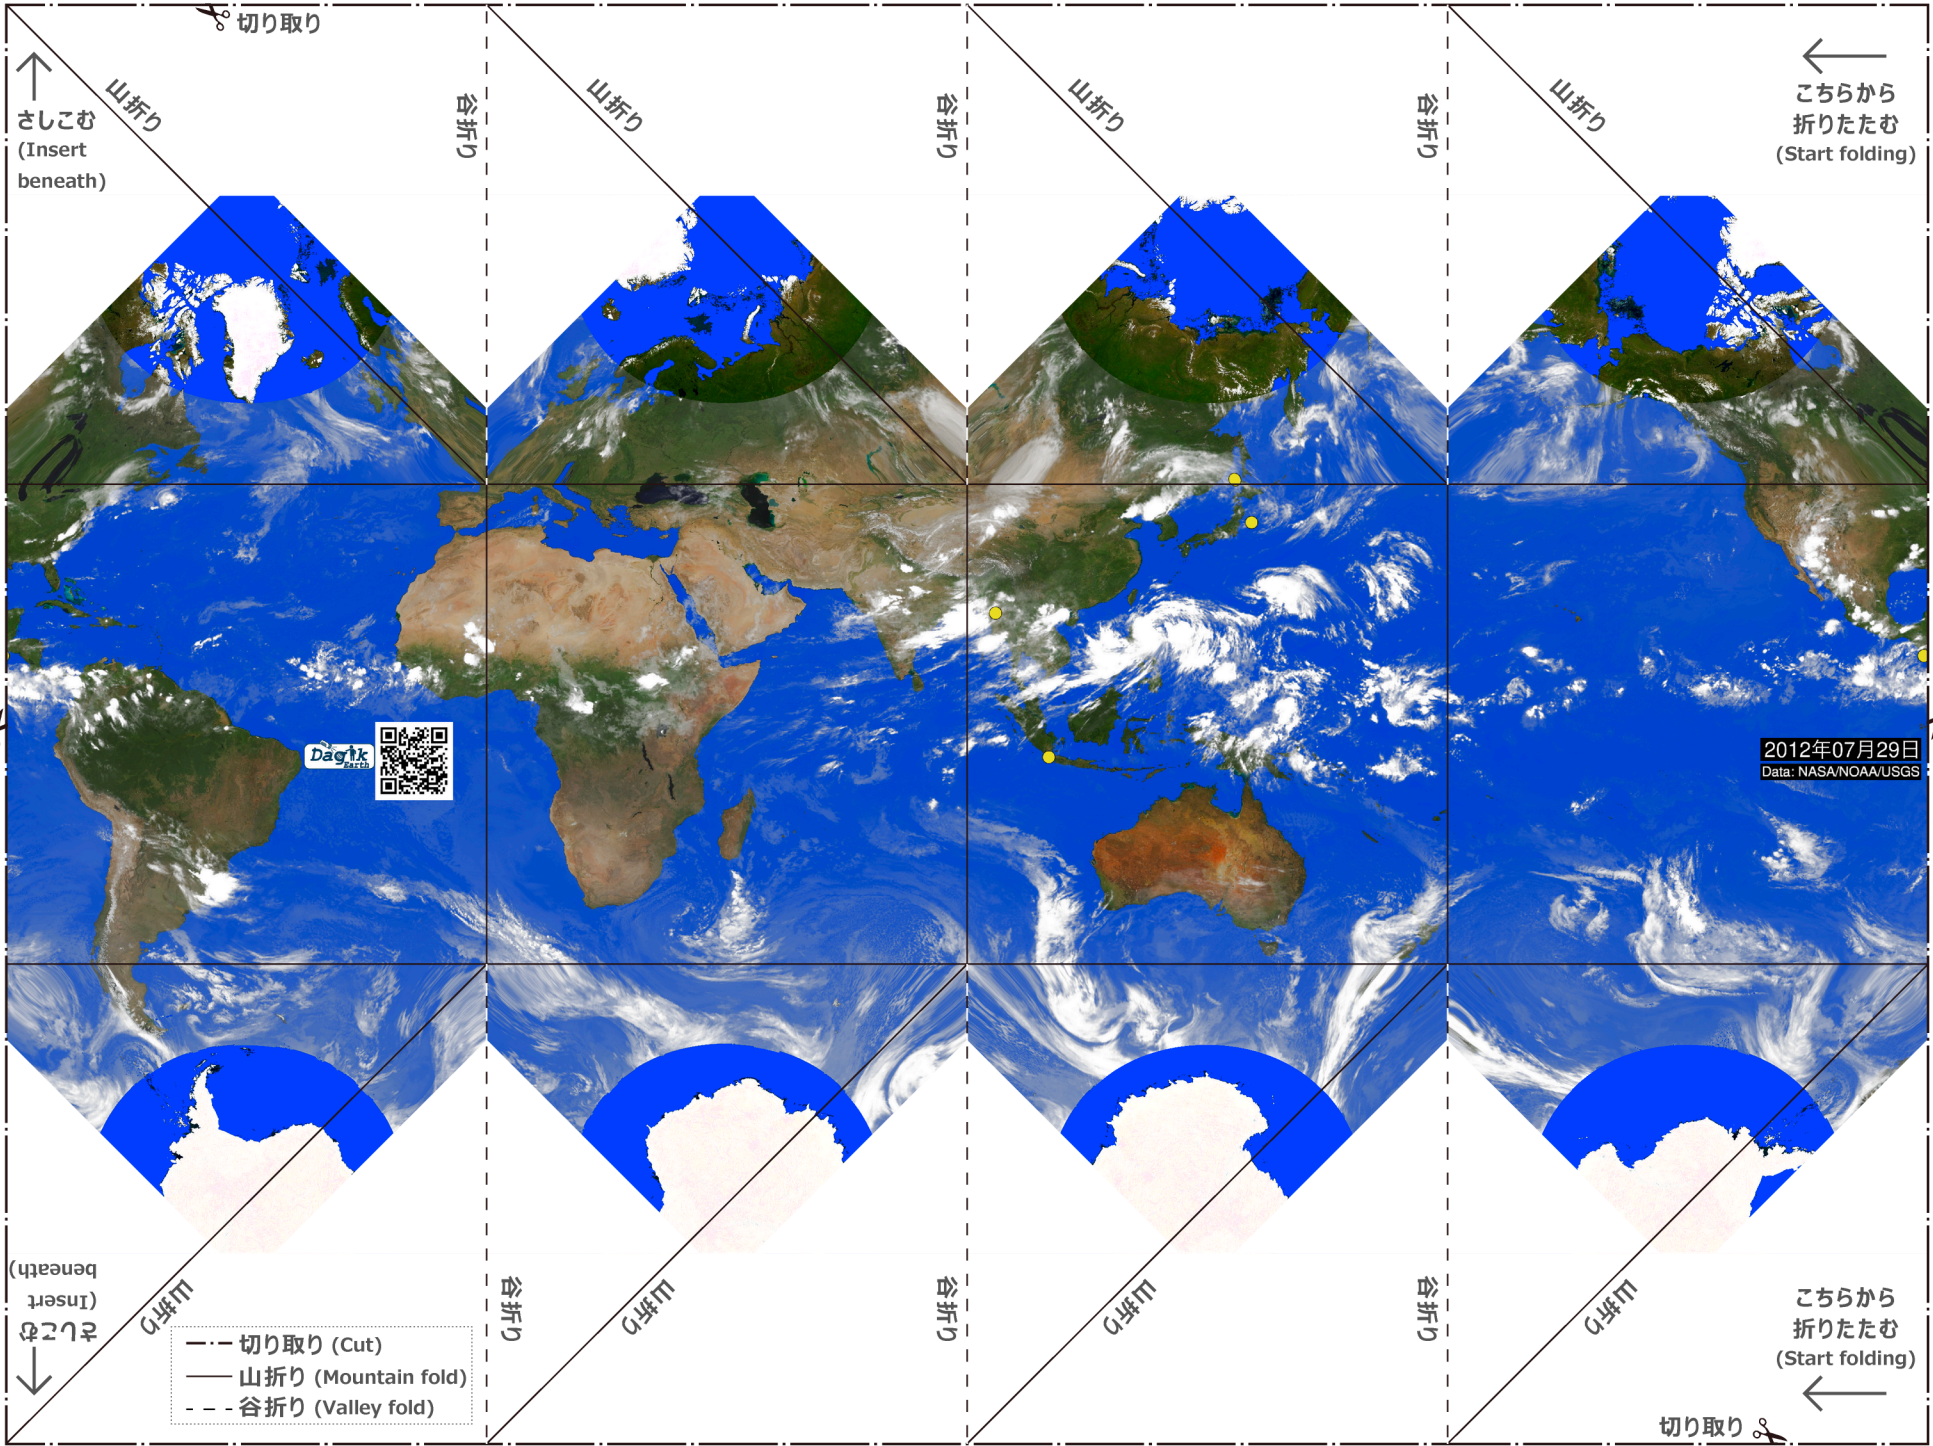 切り取り
山折り
谷折り
山折り
谷折り
山折り
谷折り
山折り
さしこむ
(Insert
beneath)
こちらから
折りたたむ
(Start folding)
Dagik
Earth
2012年07月29日
Data: NASA/NOAA/USGS
さしこむ
(Insert
beneath)
山折り
谷折り
山折り
谷折り
山折り
谷折り
山折り
切り取り (Cut)
山折り (Mountain fold)
谷折り (Valley fold)
こちらから
折りたたむ
(Start folding)
切り取り